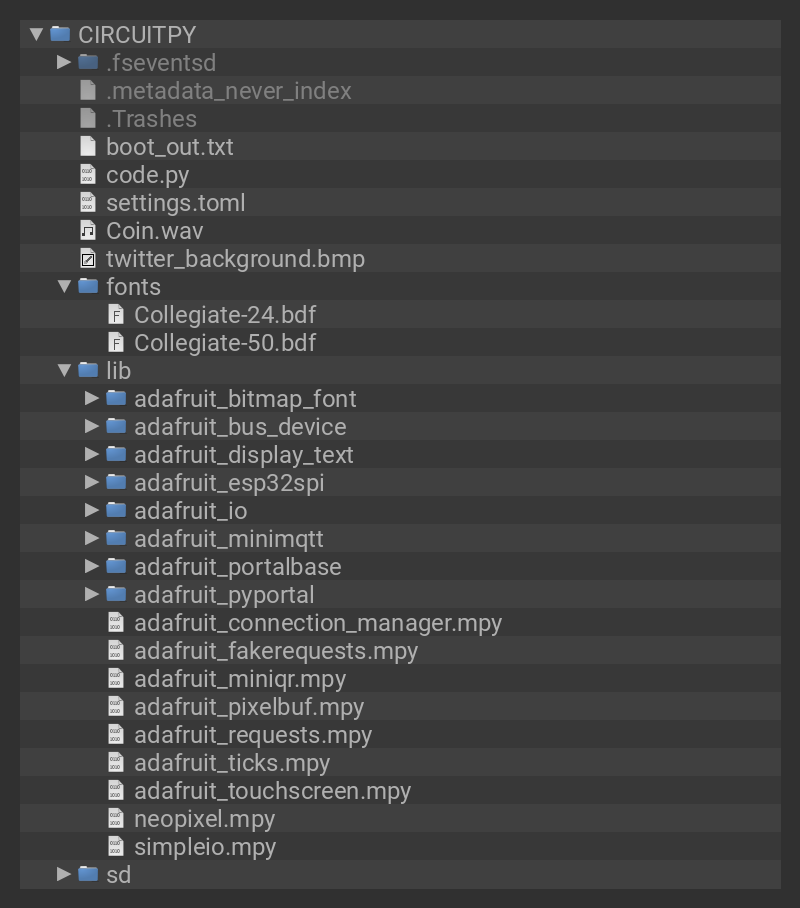 CIRCUITPY
.fseventsd
.metadata_never_index
.Trashes
boot_out.txt
code.py
settings.toml
Coin.wav
twitter_background.bmp
fonts
Collegiate-24.bdf
Collegiate-50.bdf
lib
adafruit_bitmap_font
adafruit_bus_device
adafruit_display_text
adafruit_esp32spi
adafruit_io
adafruit_minimqtt
adafruit_portalbase
adafruit_pyportal
adafruit_connection_manager.mpy
adafruit_fakerequests.mpy
adafruit_miniqr.mpy
adafruit_pixelbuf.mpy
adafruit_requests.mpy
adafruit_ticks.mpy
adafruit_touchscreen.mpy
neopixel.mpy
simpleio.mpy
sd